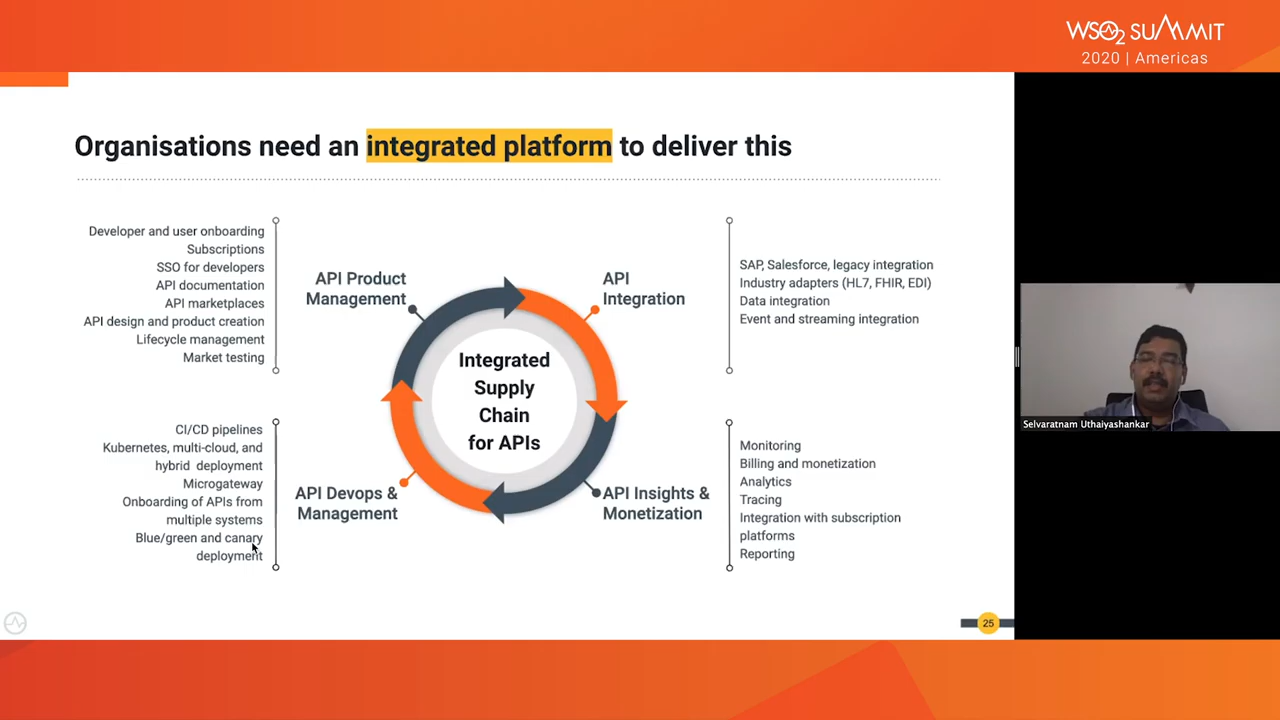 WSO2 SUMMIT
2020 | Americas
Organisations need an integrated platform to deliver this
Developer and user onboarding
Subscriptions
SSO for developers
API documentation
API marketplaces
API design and product creation
Lifecycle management
Market testing
API Product
Management
API
Integration
SAP, Salesforce, legacy integration
Industry adapters (HL7, FHIR, EDI)
Data integration
Event and streaming integration
Integrated
Supply
Chain
for APIs
CI/CD pipelines
Kubernetes, multi-cloud, and
hybrid deployment
Microgateway
Onboarding of APIs from
multiple systems
Blue/green and canary
deployment
API Devops &
Management
API Insights &
Monetization
Monitoring
Billing and monetization
Analytics
Tracing
Integration with subscription
platforms
Reporting
Selvaratnam Uthaiyashankar
25